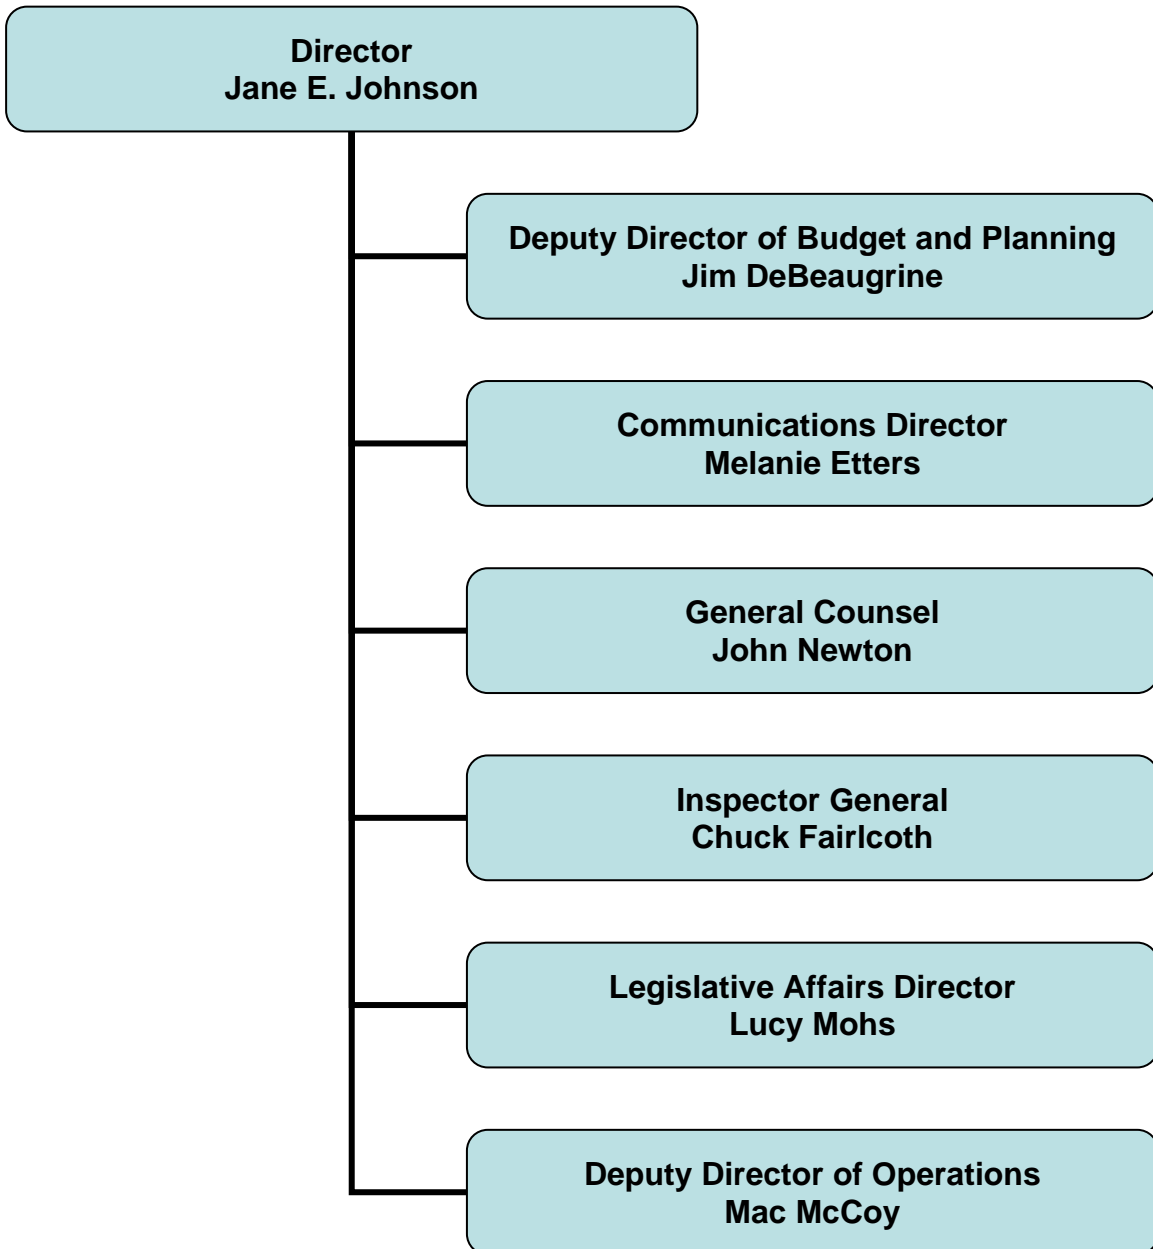 Director
Jane E. Johnson
Deputy Director of Budget and Planning
Jim DeBeaugrine
Communications Director
Melanie Etters
General Counsel
John Newton
Inspector General
Chuck Fairlcoth
Legislative Affairs Director
Lucy Mohs
Deputy Director of Operations
Mac McCoy